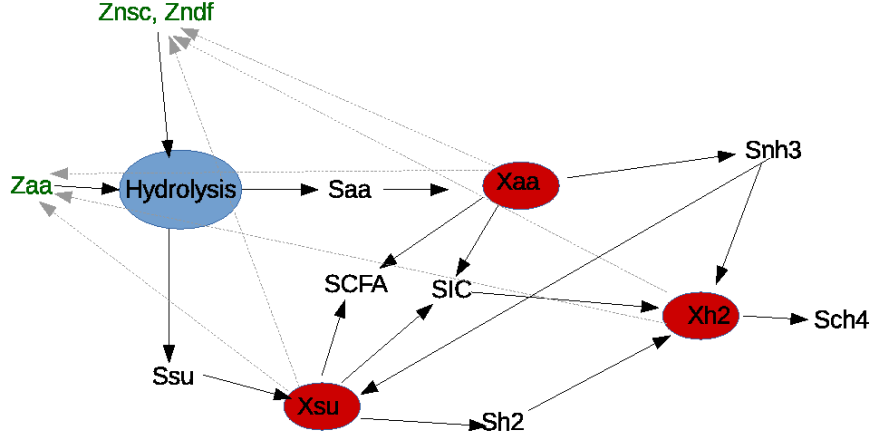 Znsc, Zndf
Snh3
Zaa
Hydrolysis
Saa
Xaa
SCFA
SIC
Xh2
Sch4
Ssu
Xsu
Sh2